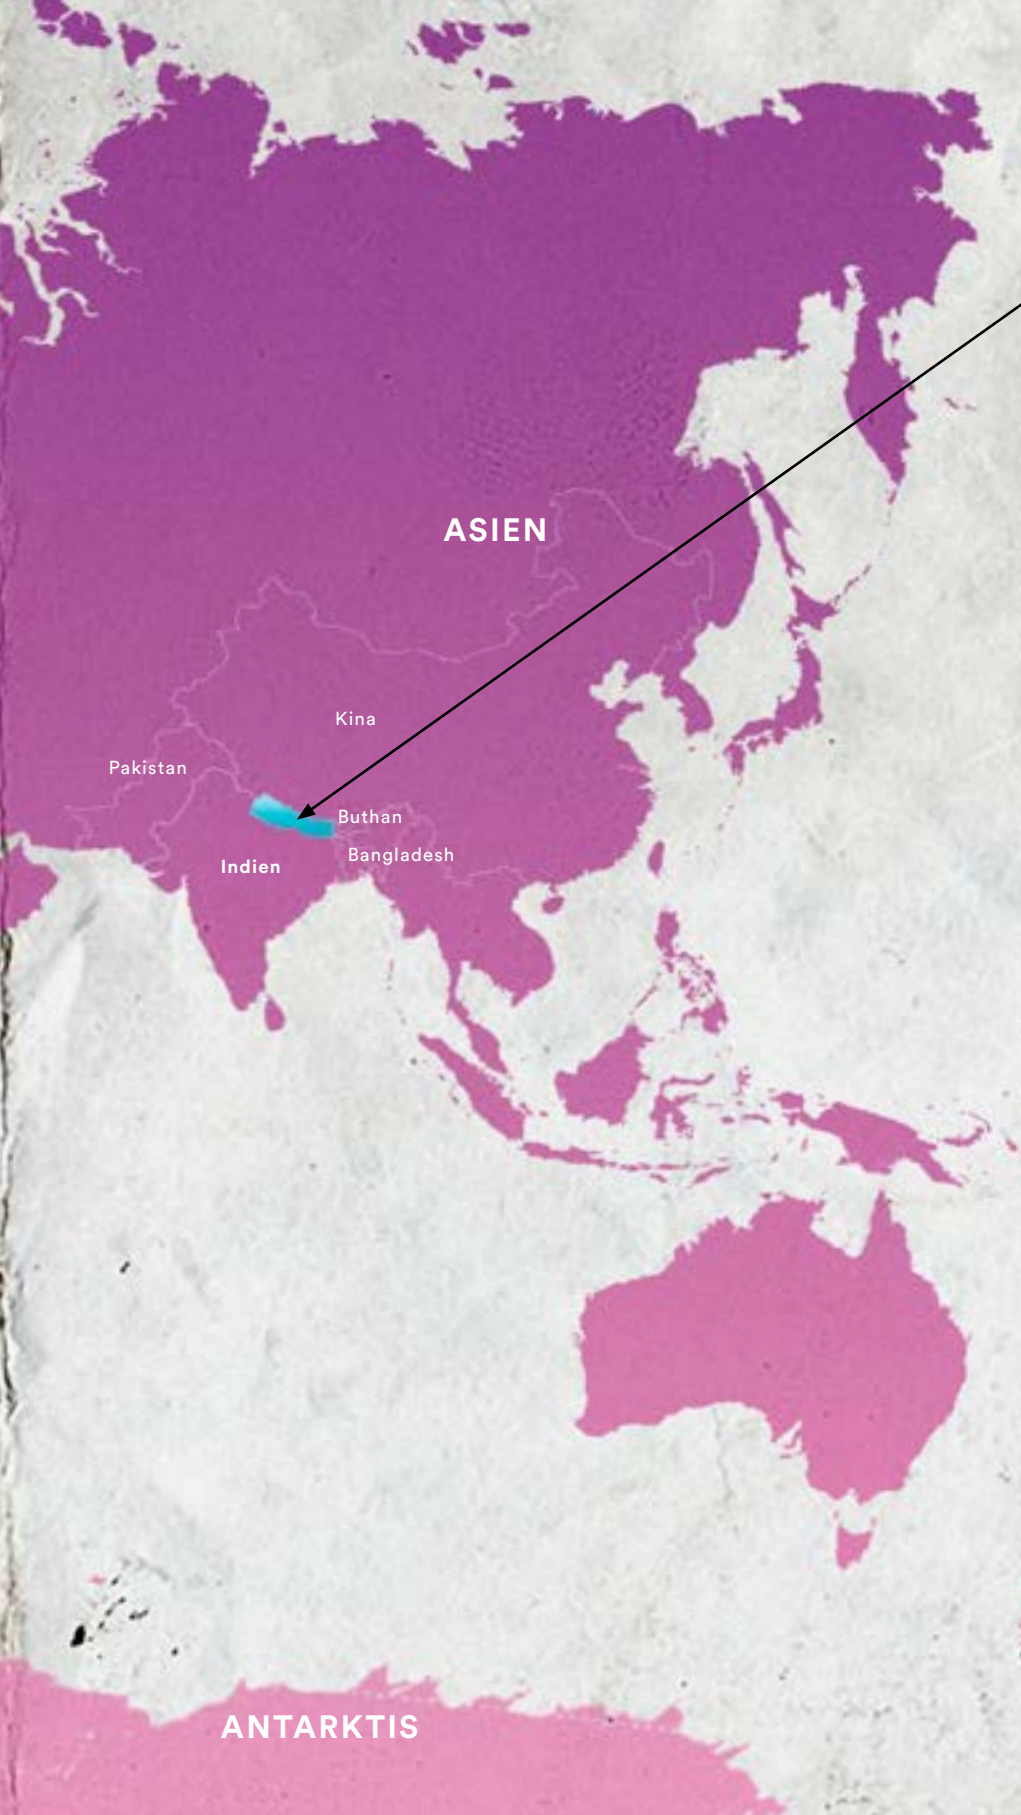 ASIEN
Kina
Pakistan
Buthan
Bangladesh
Indien
ANTARKTIS